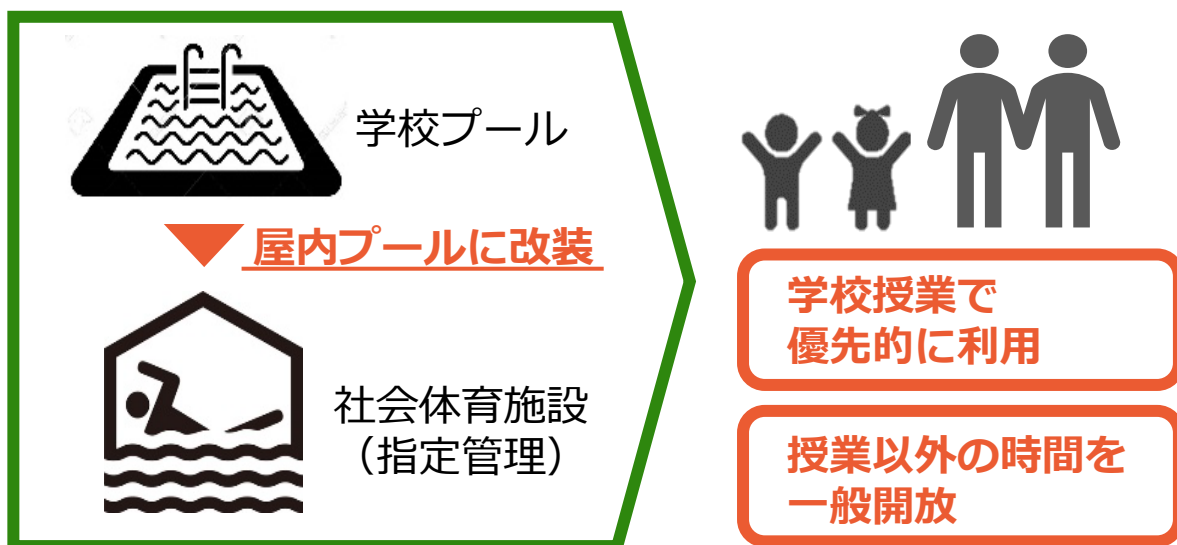 学校プール
屋内プールに改装
社会体育施設
（指定管理）
学校授業で
優先的に利用
授業以外の時間を
一般開放